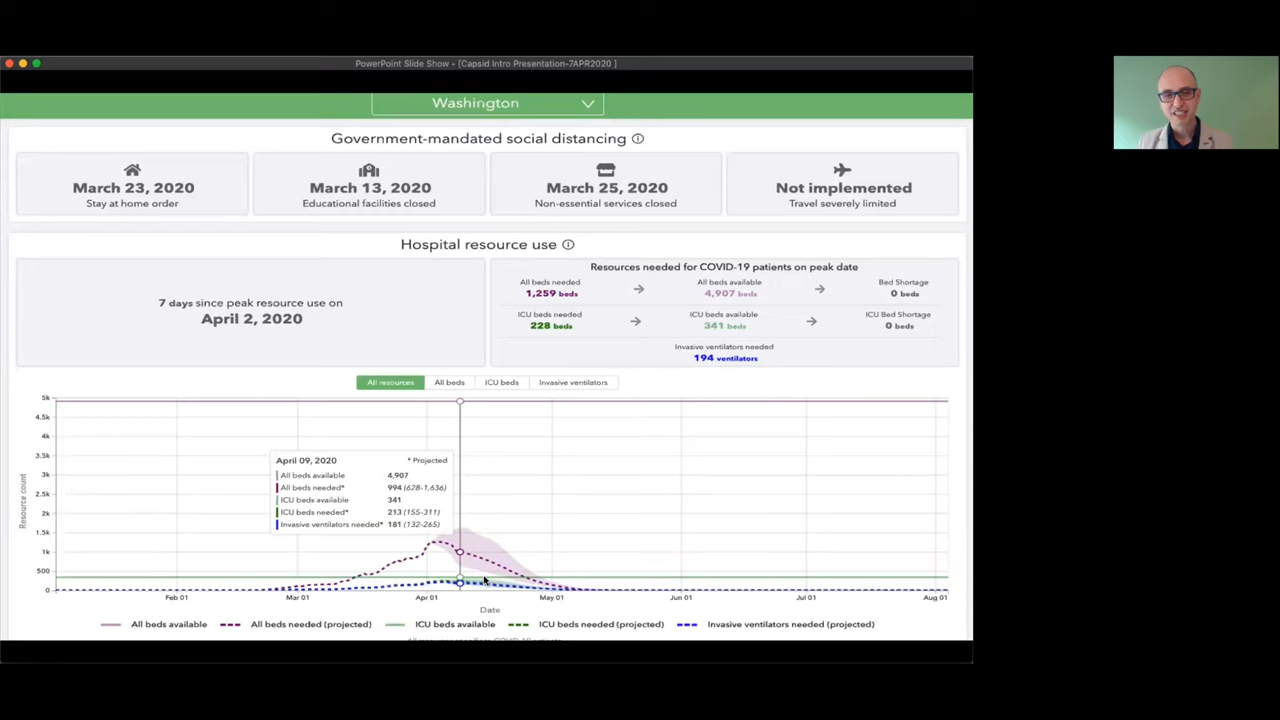 PowerPoint Slide Show - [Capsid Intro Presentation-7APR2020 ]
Washington
Government-mandated social distancing
March 23, 2020
Stay at home order
March 13, 2020
Educational facilities closed
March 25, 2020
Non-essential services closed
Not implemented
Travel severely limited
Hospital resource use
7 days since peak resource use on
April 2, 2020
Resources needed for COVID-19 patients on peak date
All beds needed
1,259 beds
All beds available
4,907 beds
Bed Shortage
0 beds
ICU beds needed
228 beds
ICU beds available
341 beds
ICU Bed Shortage
0 beds
Invasive ventilators needed
194 ventilators
All resources All beds ICU beds Invasive ventilators
5k
4.5k
4k
3.5k
3k
2.5k
2k
1.5k
1k
500
0
Resource count
April 09, 2020 * Projected
All beds available 4,907
All beds needed* 994 (628-1,636)
ICU beds available 341
ICU beds needed* 213 (155-311)
Invasive ventilators needed* 181 (132-265)
Feb 01 Mar 01 Apr 01 May 01 Jun 01 Jul 01 Aug 01
Date
All beds available All beds needed (projected) ICU beds available ICU beds needed (projected) Invasive ventilators needed (projected)